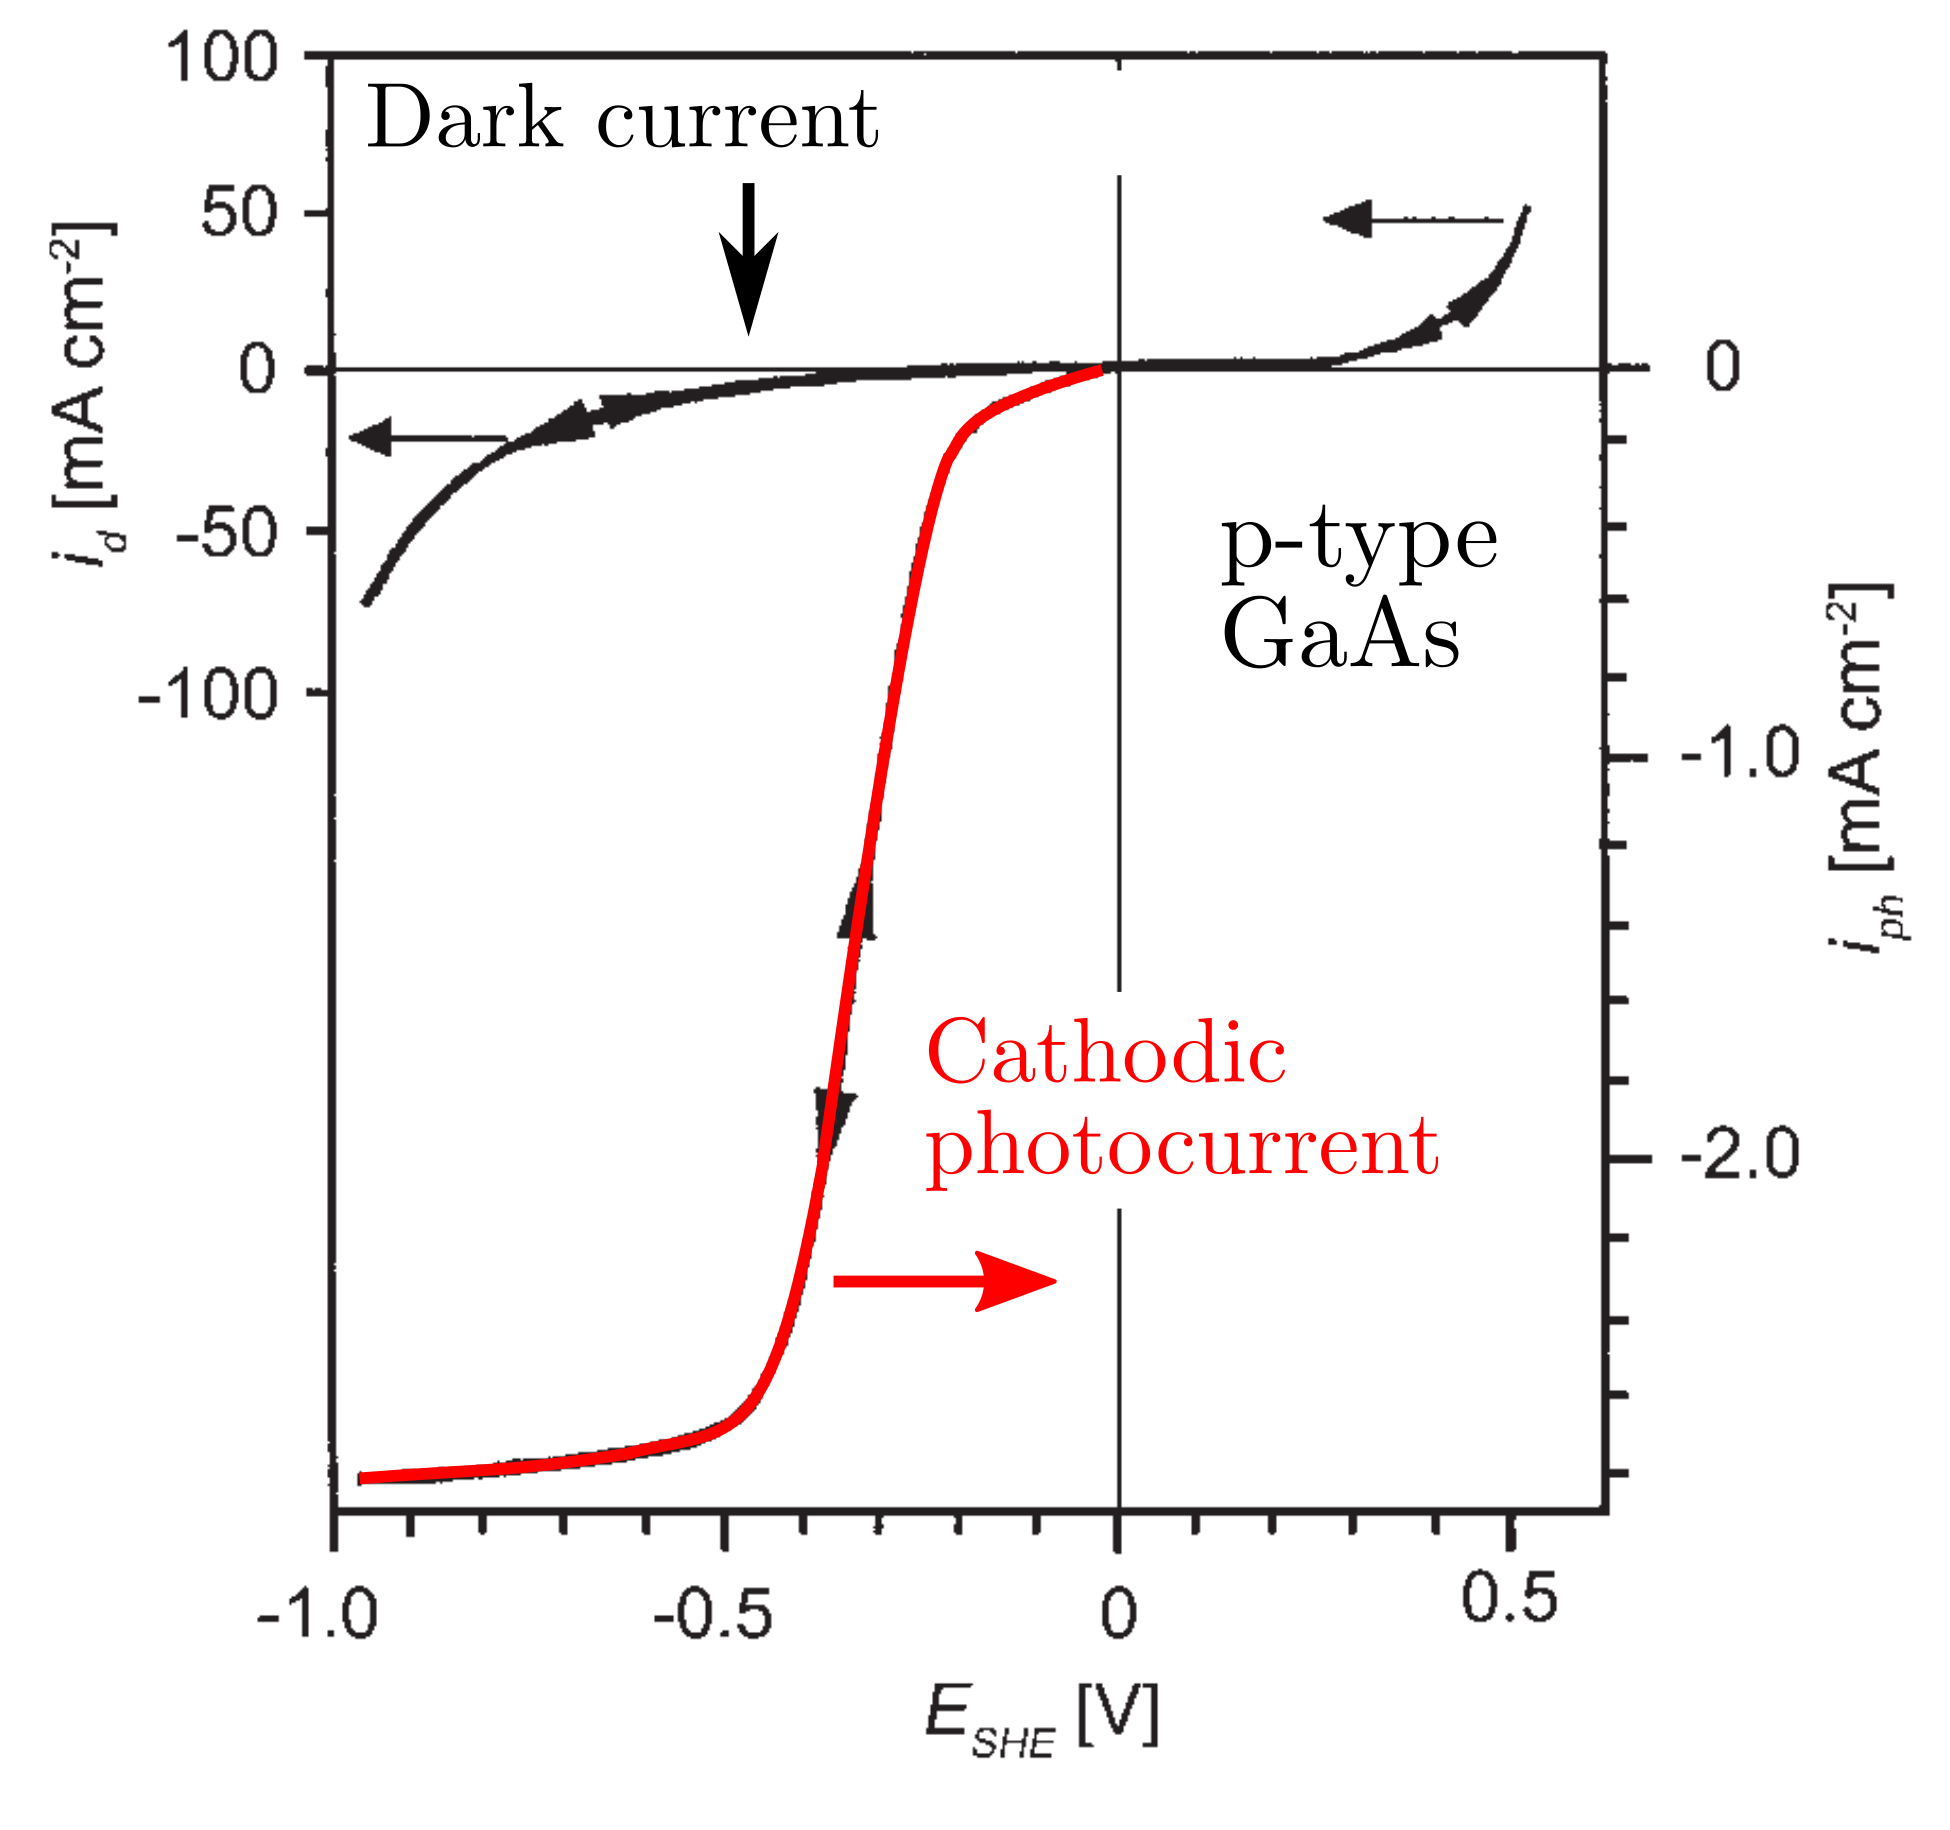 100
50
0
-50
-100
i_d [mA cm⁻²]
Dark current
p-type
GaAs
Cathodic
photocurrent
0
-1.0
-2.0
i_ph [mA cm⁻²]
-1.0 -0.5 0 0.5
E_SHE [V]